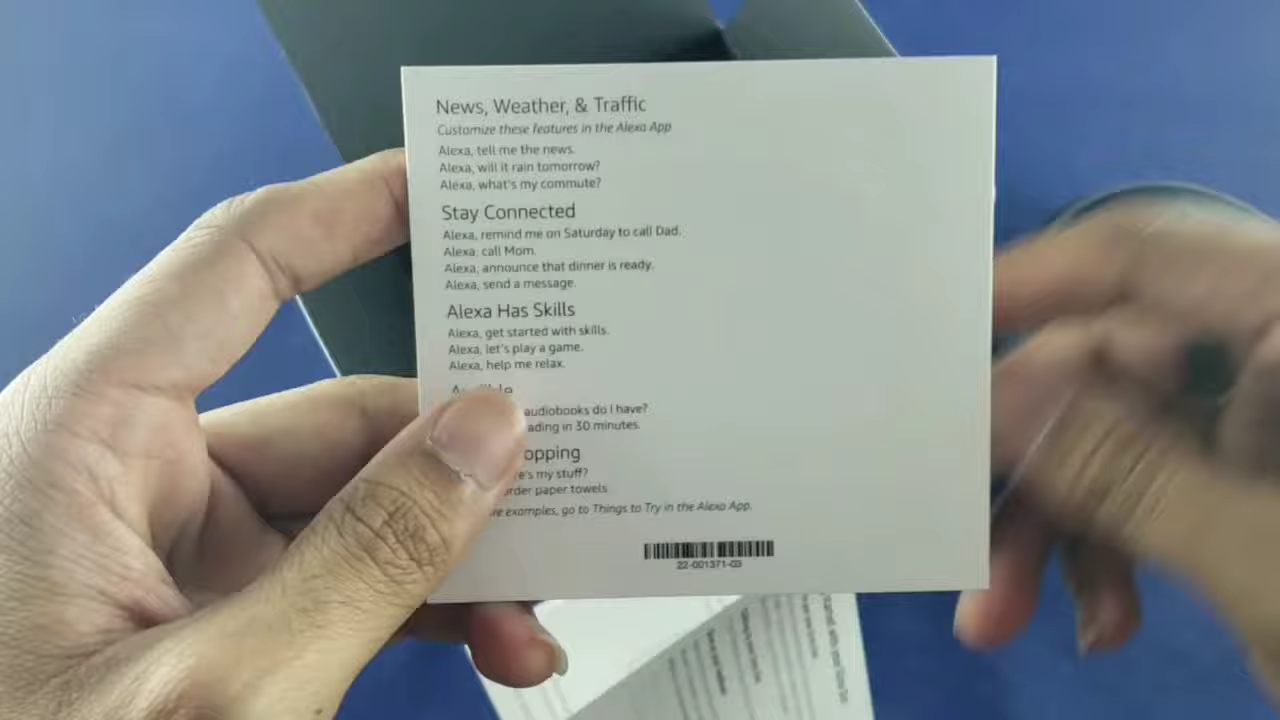 News, Weather, & Traffic
Customize these features in the Alexa App
Alexa, tell me the news.
Alexa, will it rain tomorrow?
Alexa, what's my commute?
Stay Connected
Alexa, remind me on Saturday to call Dad.
Alexa, call Mom.
Alexa, announce that dinner is ready.
Alexa, send a message.
Alexa Has Skills
Alexa, get started with skills.
Alexa, let's play a game.
Alexa, help me relax.
audiobooks do I have?
in 30 minutes.
my stuff?
paper towels
examples, go to Things to Try in the Alexa App.
22-001371-03